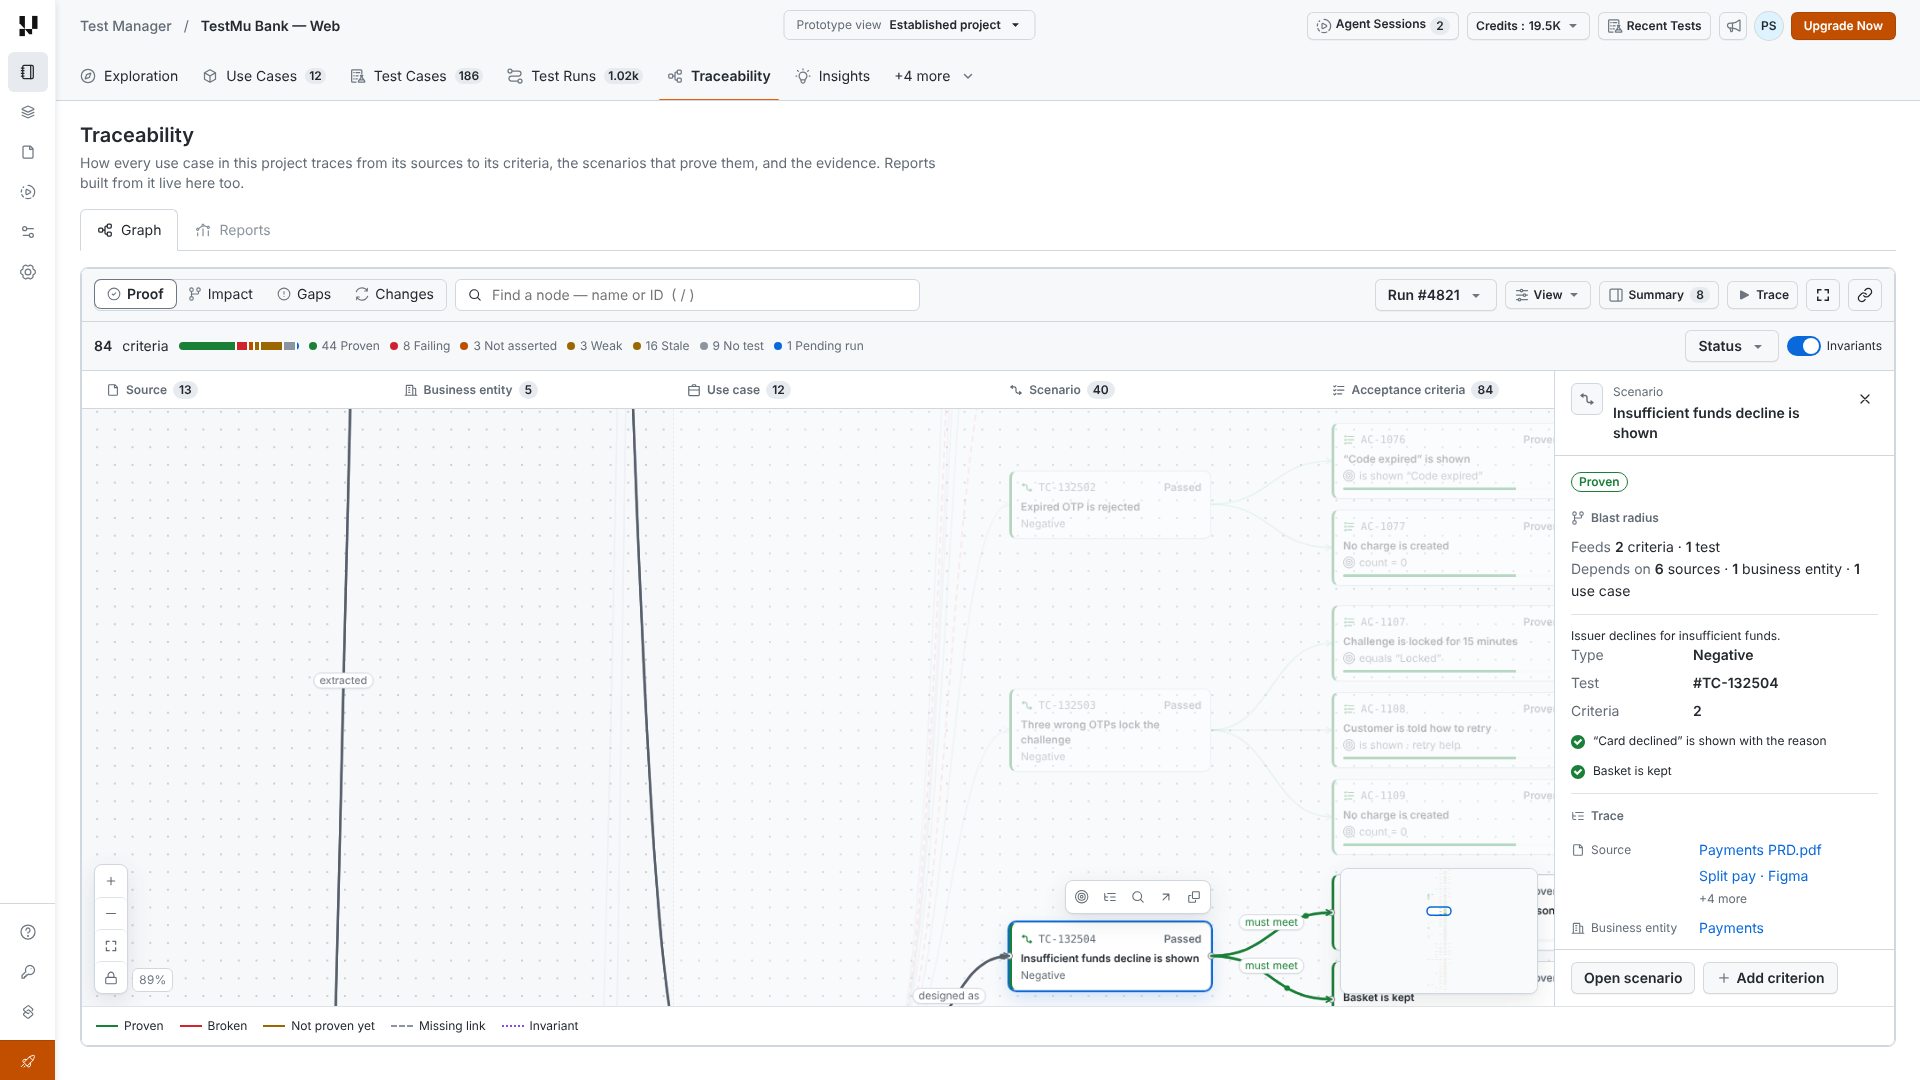 Test Manager / TestMu Bank — Web
Prototype view Established project
Agent Sessions 2
Credits : 19.5K
Recent Tests
PS
Upgrade Now
Exploration
Use Cases 12
Test Cases 186
Test Runs 1.02k
Traceability
Insights
+4 more
Traceability
How every use case in this project traces from its sources to its criteria, the scenarios that prove them, and the evidence. Reports
built from it live here too.
Graph
Reports
Proof
Impact
Gaps
Changes
Find a node — name or ID ( / )
Run #4821
View
Summary 8
Trace
84 criteria
44 Proven
8 Failing
3 Not asserted
3 Weak
16 Stale
9 No test
1 Pending run
Status
Invariants
Source 13
Business entity 5
Use case 12
Scenario 40
Acceptance criteria 84
extracted
TC-132502 Passed
Expired OTP is rejected
Negative
TC-132503 Passed
Three wrong OTPs lock the
challenge
Negative
TC-132504 Passed
Insufficient funds decline is shown
Negative
designed as
must meet
must meet
AC-1076 Prove
“Code expired” is shown
is shown “Code expired”
AC-1077 Prove
No charge is created
count = 0
AC-1107 Prove
Challenge is locked for 15 minutes
equals “Locked”
AC-1108 Prove
Customer is told how to retry
is shown : retry help
AC-1109 Prove
No charge is created
count = 0
Basket is kept
89%
Scenario
Insufficient funds decline is
shown
Proven
Blast radius
Feeds 2 criteria · 1 test
Depends on 6 sources · 1 business entity · 1
use case
Issuer declines for insufficient funds.
Type Negative
Test #TC-132504
Criteria 2
“Card declined” is shown with the reason
Basket is kept
Trace
Source Payments PRD.pdf
Split pay · Figma
+4 more
Business entity Payments
Open scenario
Add criterion
Proven
Broken
Not proven yet
Missing link
Invariant